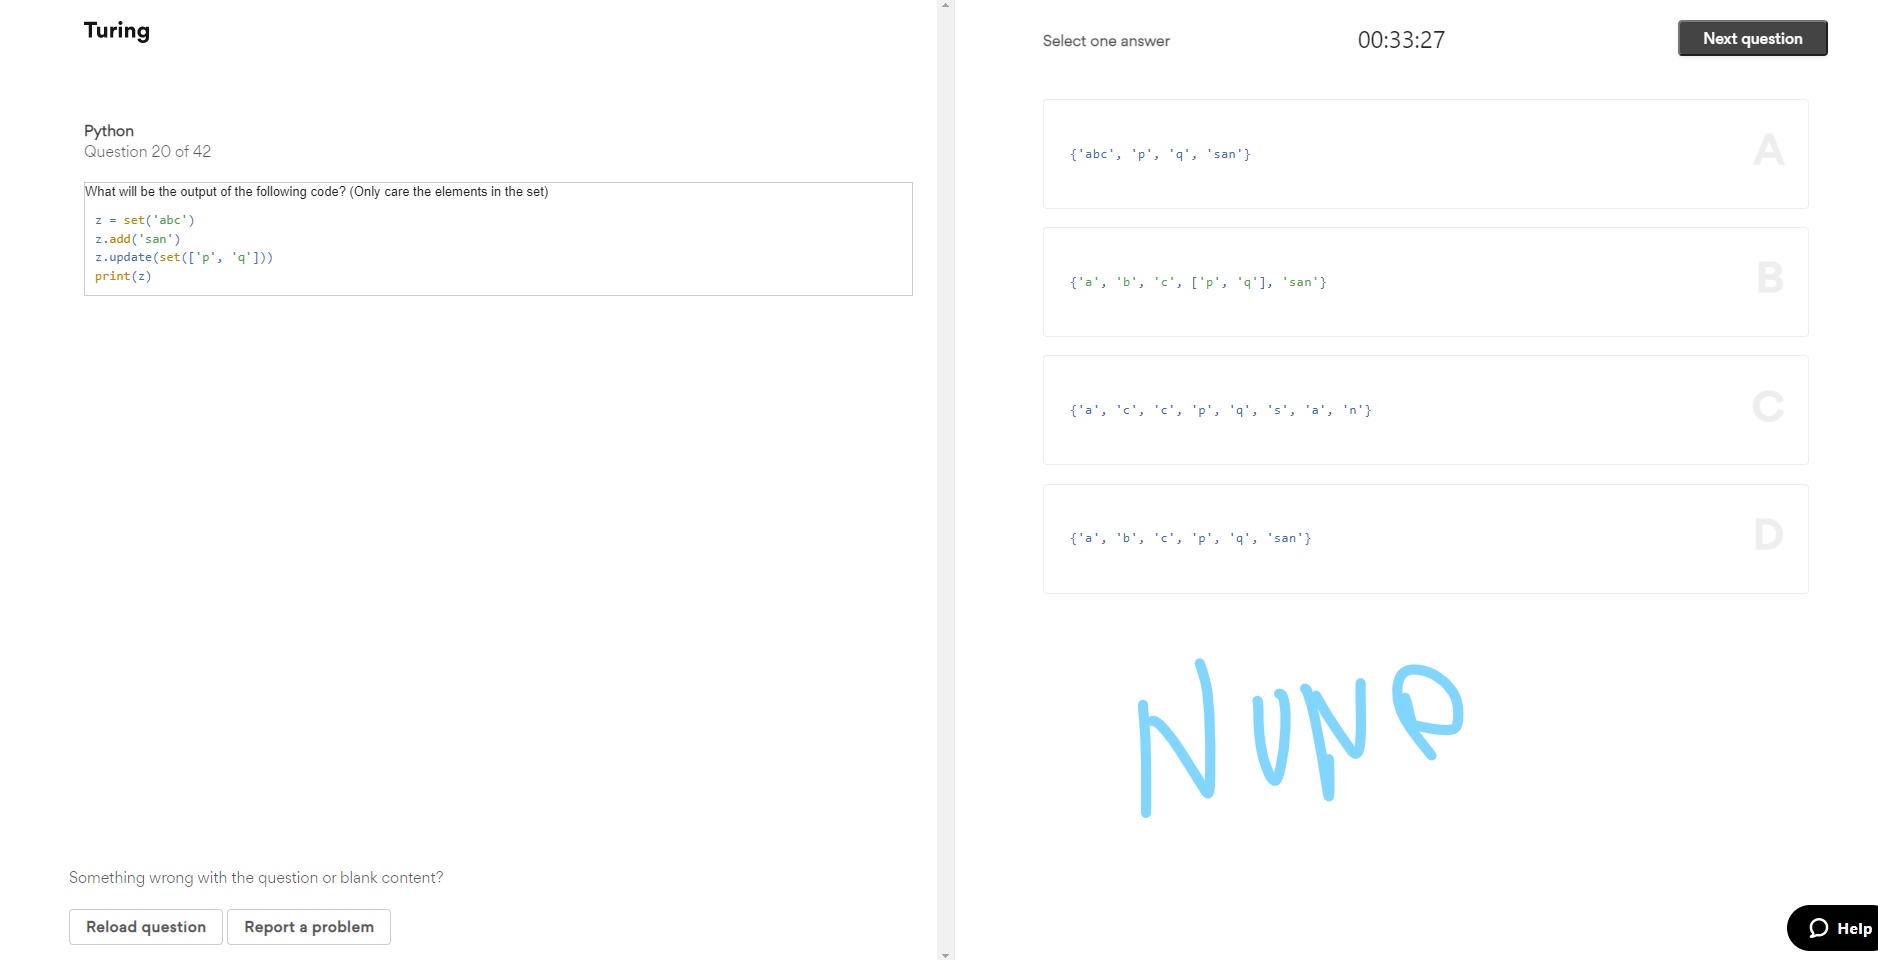 Turing
Python
Question 20 of 42
What will be the output of the following code? (Only care the elements in the set)
z = set('abc')
z.add('san')
z.update(set(['p', 'q']))
print(z)
Something wrong with the question or blank content?
Reload question
Report a problem
Select one answer
00:33:27
Next question
{'abc', 'p', 'q', 'san'}
A
{'a', 'b', 'c', ['p', 'q'], 'san'}
B
{'a', 'c', 'c', 'p', 'q', 's', 'a', 'n'}
C
{'a', 'b', 'c', 'p', 'q', 'san'}
D
Help